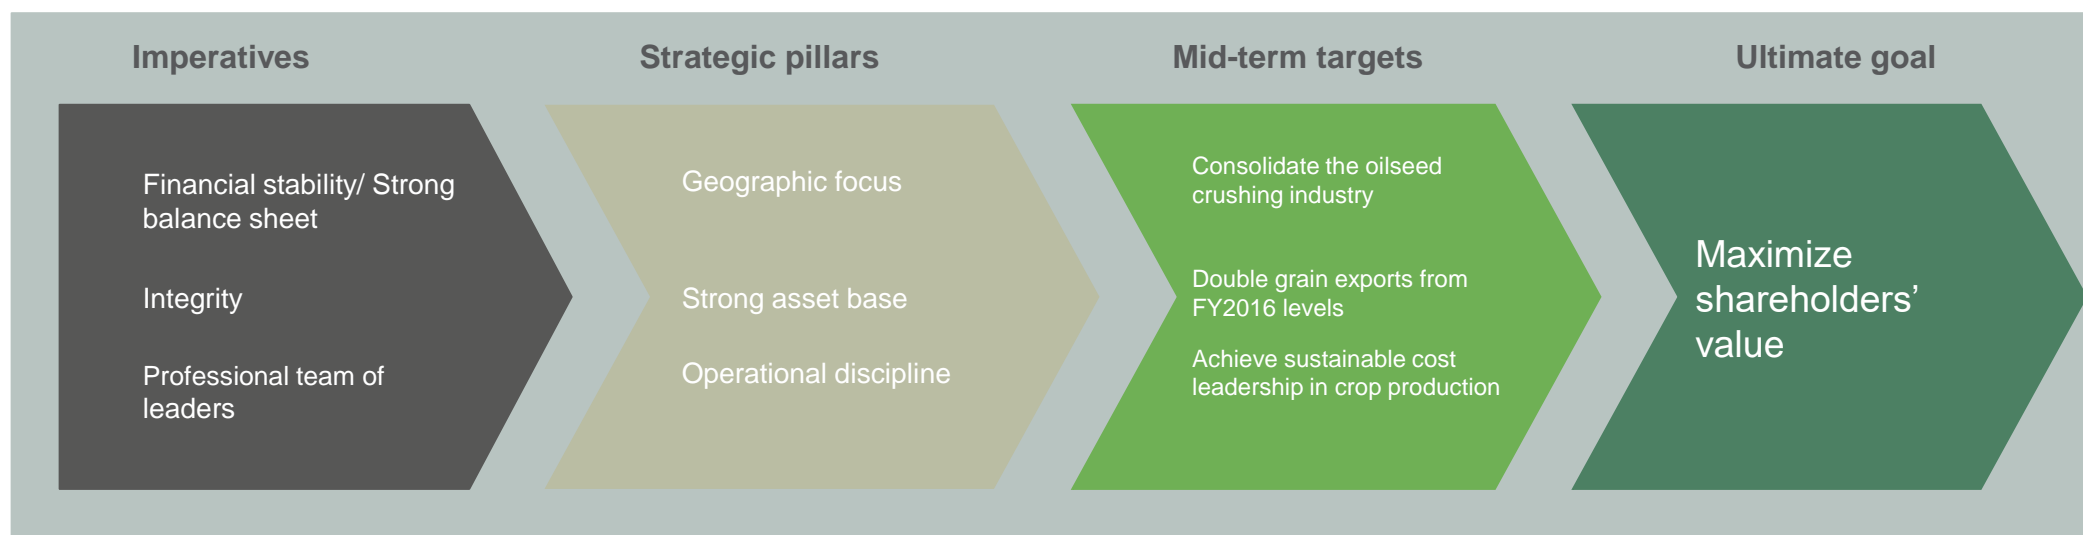 Imperatives
Strategic pillars
Mid-term targets
Ultimate goal
Financial stability/ Strong
balance sheet
Integrity
Professional team of
leaders
Geographic focus
Strong asset base
Operational discipline
Consolidate the oilseed
crushing industry
Double grain exports from
FY2016 levels
Achieve sustainable cost
leadership in crop production
Maximize
shareholders’
value